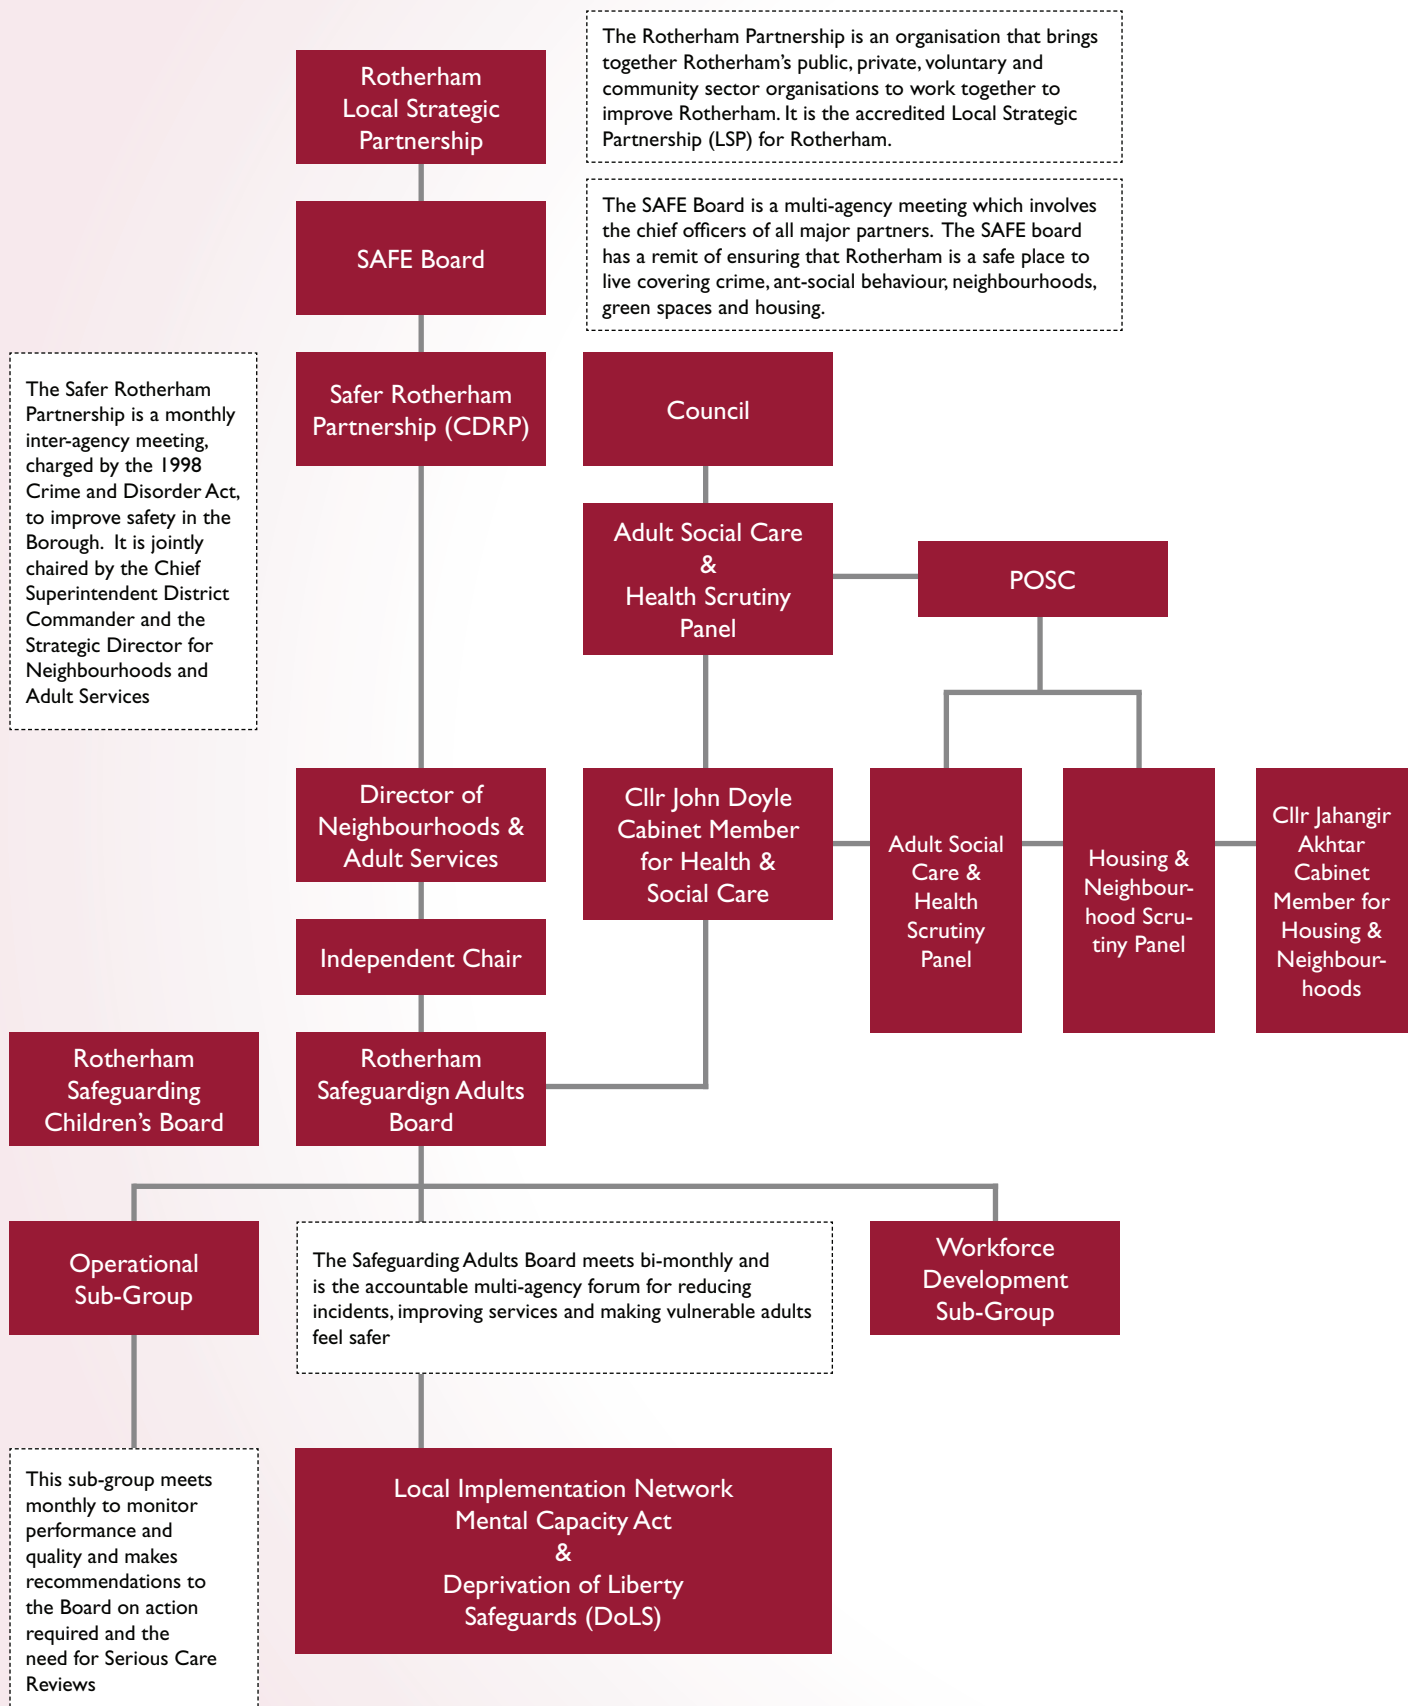 Rotherham
Local Strategic
Partnership
The Rotherham Partnership is an organisation that brings
together Rotherham's public, private, voluntary and
community sector organisations to work together to
improve Rotherham. It is the accredited Local Strategic
Partnership (LSP) for Rotherham.
SAFE Board
The SAFE Board is a multi-agency meeting which involves
the chief officers of all major partners.  The SAFE board
has a remit of ensuring that Rotherham is a safe place to
live covering crime, ant-social behaviour, neighbourhoods,
green spaces and housing.
The Safer Rotherham
Partnership is a monthly
inter-agency meeting,
charged by the 1998
Crime and Disorder Act,
to improve safety in the
Borough.  It is jointly
chaired by the Chief
Superintendent District
Commander and the
Strategic Director for
Neighbourhoods and
Adult Services
Safer Rotherham
Partnership (CDRP)
Council
Adult Social Care
&
Health Scrutiny
Panel
POSC
Director of
Neighbourhoods &
Adult Services
Cllr John Doyle
Cabinet Member
for Health &
Social Care
Adult Social
Care &
Health
Scrutiny
Panel
Housing &
Neighbour-
hood Scru-
tiny Panel
Cllr Jahangir
Akhtar
Cabinet
Member for
Housing &
Neighbour-
hoods
Independent Chair
Rotherham
Safeguarding
Children's Board
Rotherham
Safeguardign Adults
Board
Operational
Sub-Group
The Safeguarding Adults Board meets bi-monthly and
is the accountable multi-agency forum for reducing
incidents, improving services and making vulnerable adults
feel safer
Workforce
Development
Sub-Group
This sub-group meets
monthly to monitor
performance and
quality and makes
recommendations to
the Board on action
required and the
need for Serious Care
Reviews
Local Implementation Network
Mental Capacity Act
&
Deprivation of Liberty
Safeguards (DoLS)